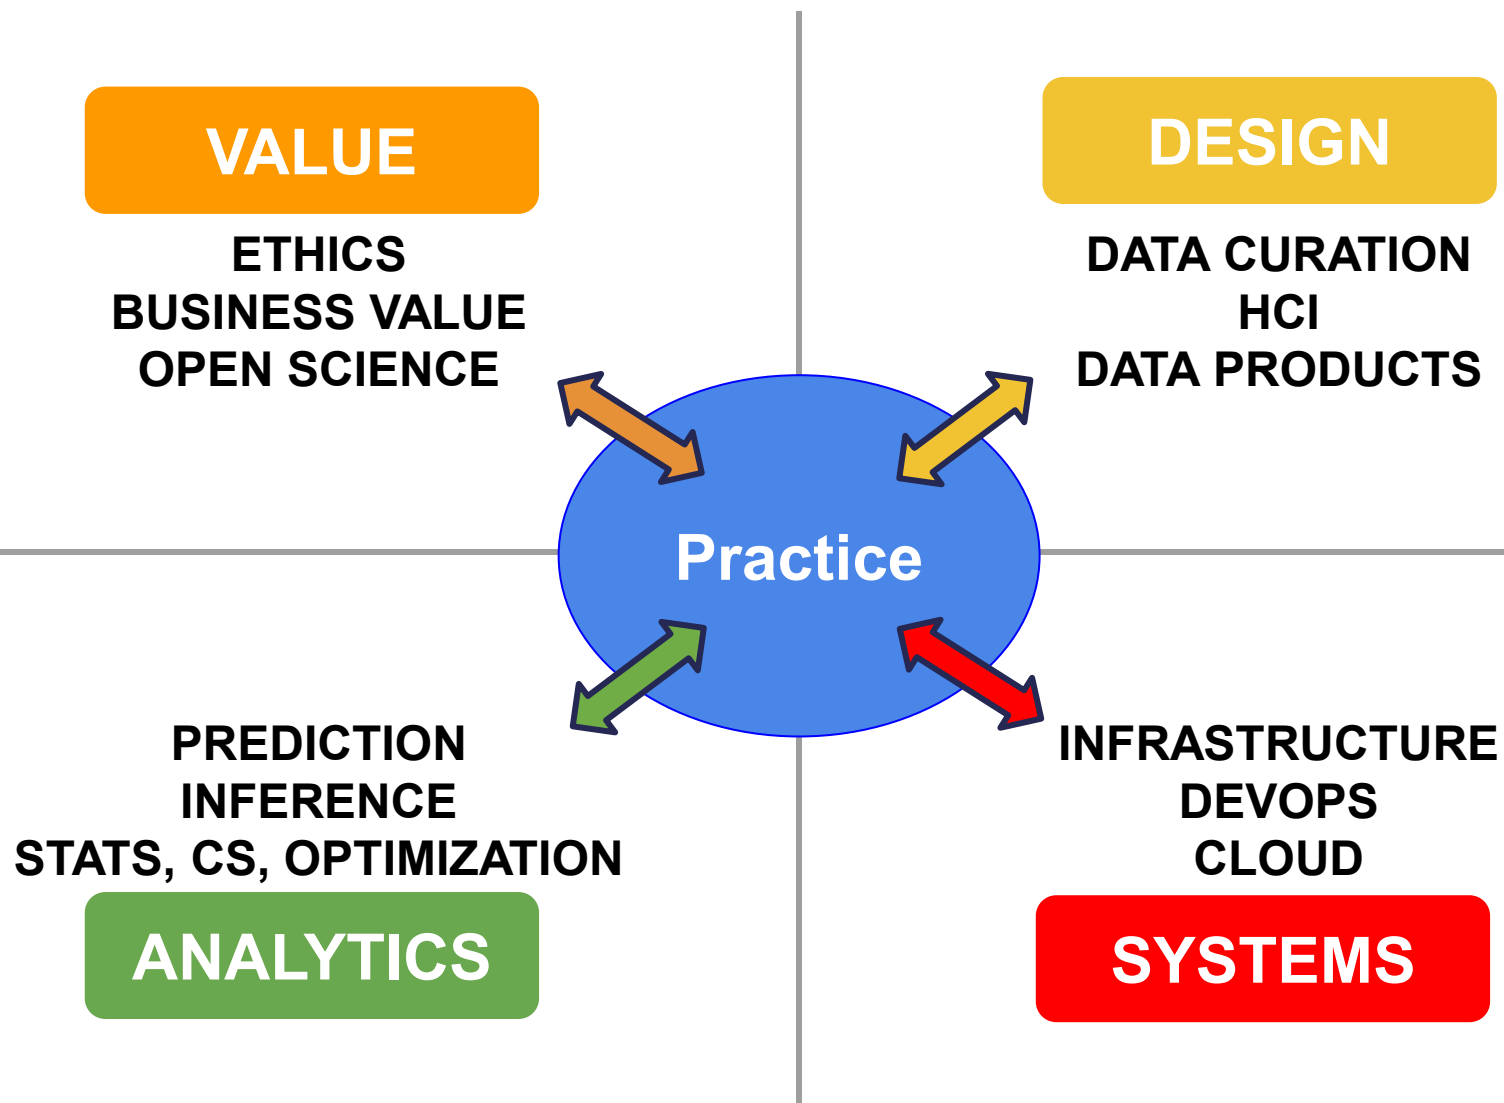 VALUE
ETHICS
BUSINESS VALUE
OPEN SCIENCE
DESIGN
DATA CURATION
HCI
DATA PRODUCTS
Practice
PREDICTION
INFERENCE
STATS, CS, OPTIMIZATION
ANALYTICS
INFRASTRUCTURE
DEVOPS
CLOUD
SYSTEMS